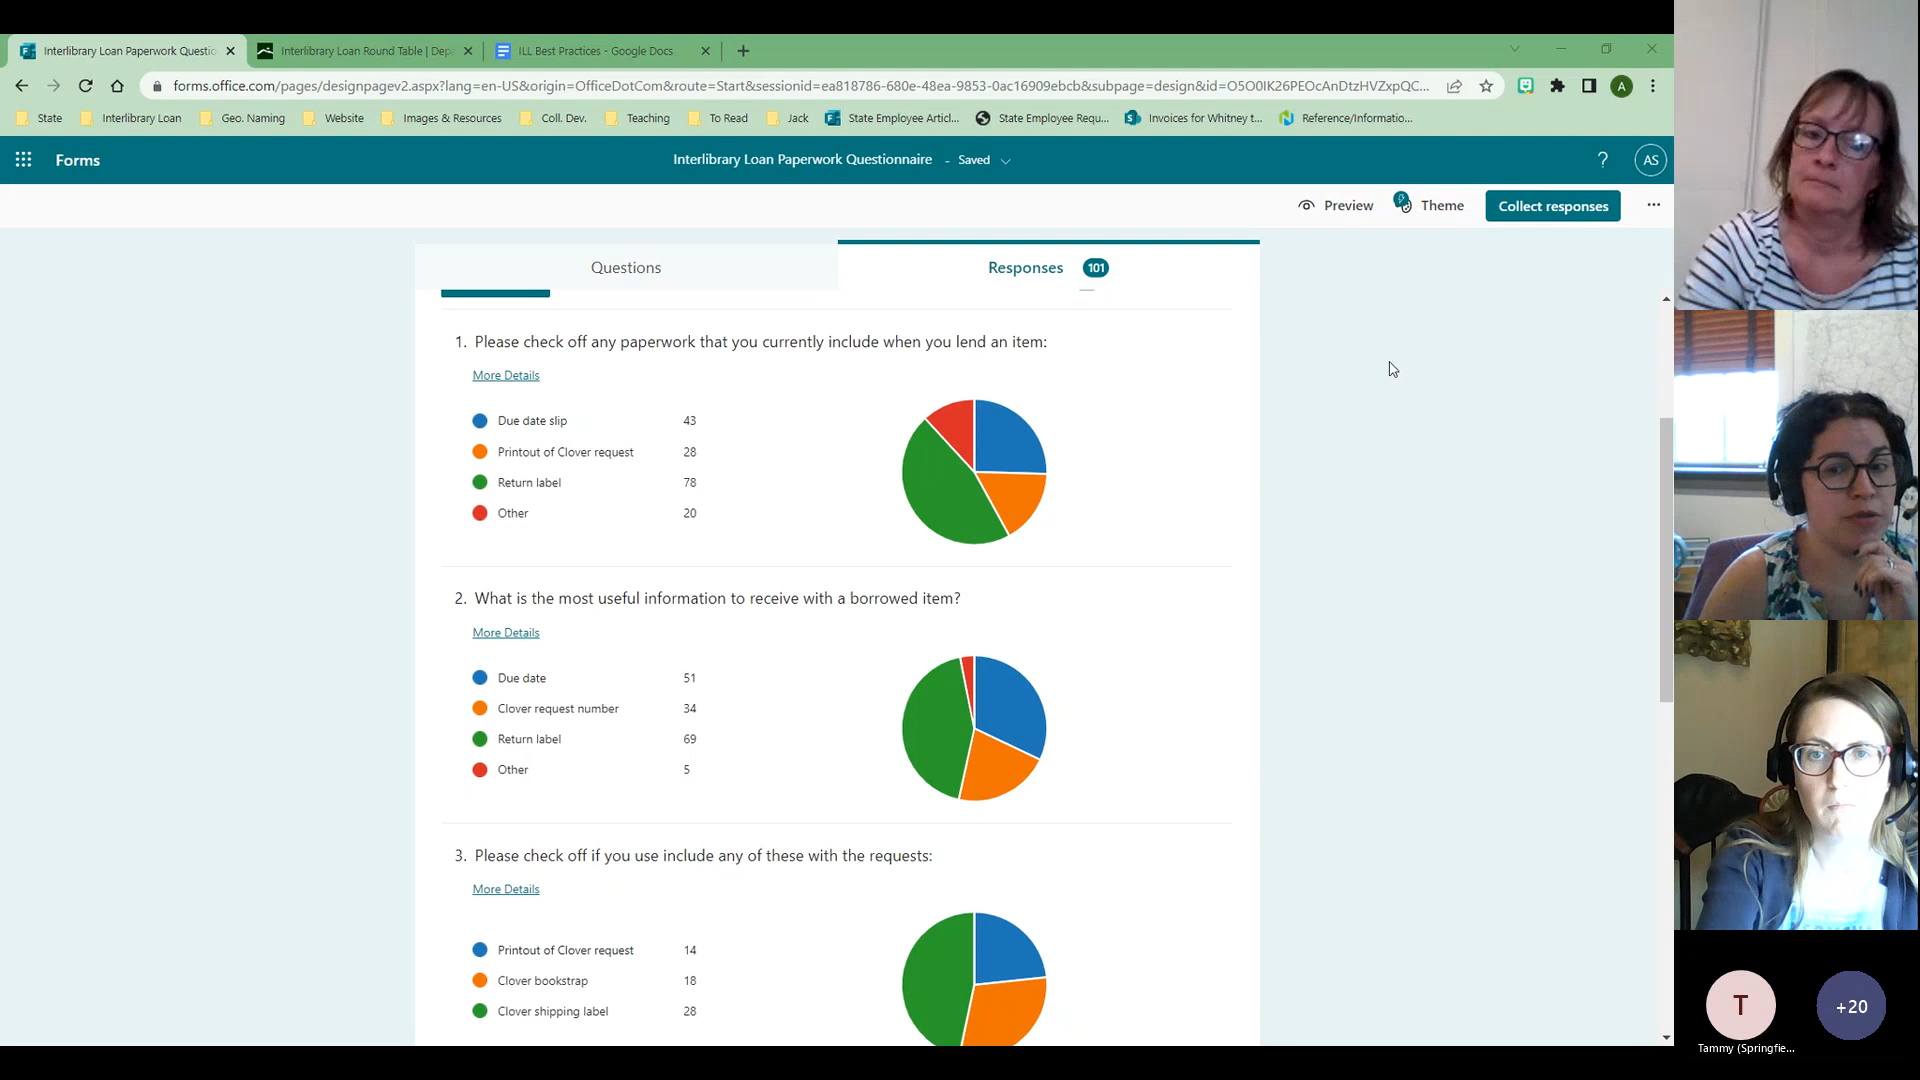 Interlibrary Loan Paperwork Questio
Interlibrary Loan Round Table | Dep
ILL Best Practices - Google Docs
forms.office.com/pages/designpagev2.aspx?lang=en-US&origin=OfficeDotCom&route=Start&sessionid=ea818786-680e-48ea-9853-0ac16909ebcb&subpage=design&id=O5O0IK26PEOcAnDtzHVZxpQC...
A
State
Interlibrary Loan
Geo. Naming
Website
Images & Resources
Coll. Dev.
Teaching
To Read
Jack
State Employee Articl...
State Employee Requ...
Invoices for Whitney t...
Reference/Informatio...
Forms
Interlibrary Loan Paperwork Questionnaire - Saved
?
AS
Preview
Theme
Collect responses
...
Questions
Responses 101
1. Please check off any paperwork that you currently include when you lend an item:
More Details
Due date slip 43
Printout of Clover request 28
Return label 78
Other 20
2. What is the most useful information to receive with a borrowed item?
More Details
Due date 51
Clover request number 34
Return label 69
Other 5
3. Please check off if you use include any of these with the requests:
More Details
Printout of Clover request 14
Clover bookstrap 18
Clover shipping label 28
T
+20
Tammy (Springfie...